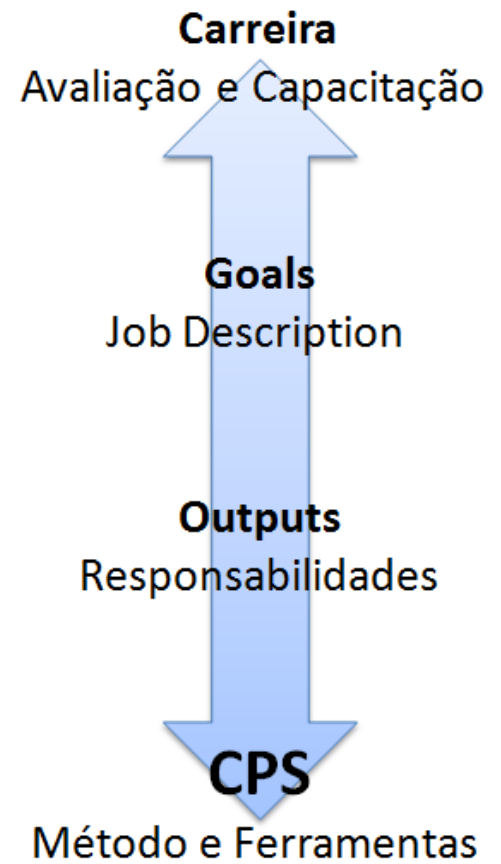 Carreira
Avaliação e Capacitação
Goals
Job Description
Outputs
Responsabilidades
CPS
Método e Ferramentas